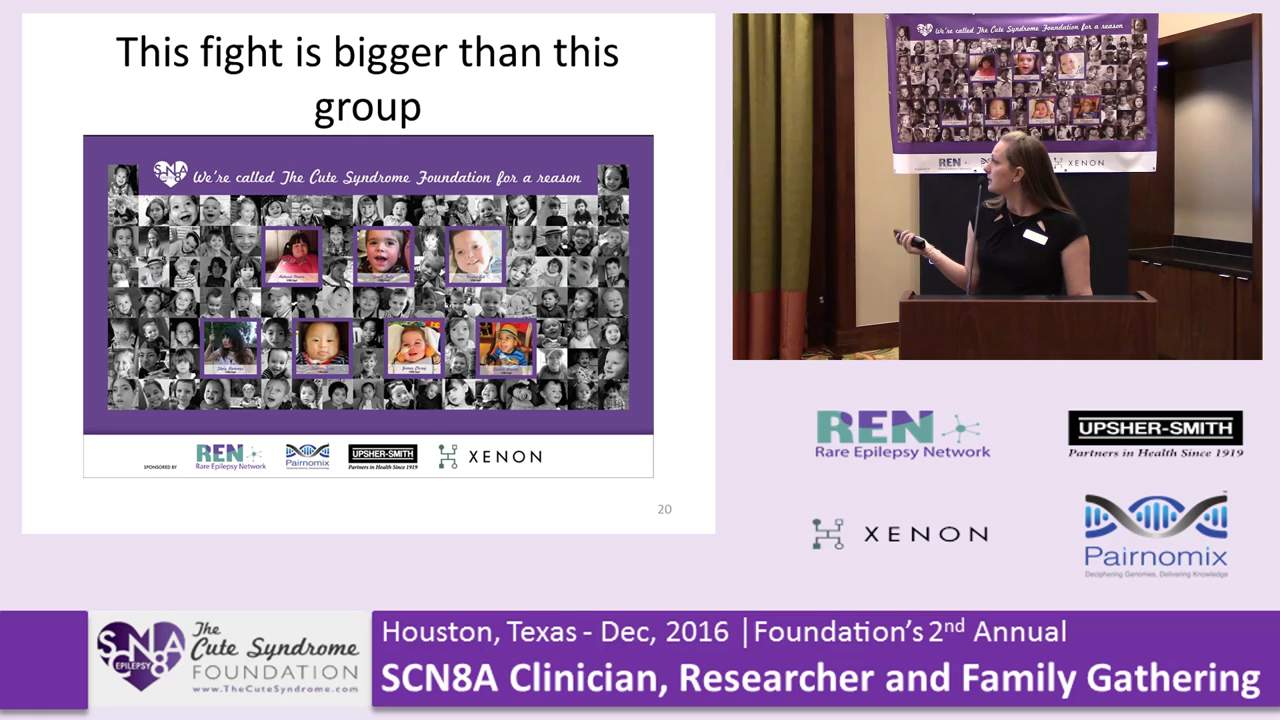 This fight is bigger than this
group
SCN8A We're called The Cute Syndrome Foundation for a reason
SPONSORED BY
REN
Rare Epilepsy Network
Pairnomix
UPSHER-SMITH
Partners in Health Since 1919
XENON
20
We're called The Cute Syndrome Foundation for a reason
REN
XENON
REN
Rare Epilepsy Network
UPSHER-SMITH
Partners in Health Since 1919
XENON
Pairnomix
Deciphering Genomes, Delivering Knowledge
SCN8A
EPILEPSY
The
Cute Syndrome
FOUNDATION
www.TheCuteSyndrome.com
Houston, Texas - Dec, 2016 |Foundation's 2nd Annual
SCN8A Clinician, Researcher and Family Gathering